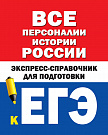 ВСЕ
ПЕРСОНАЛИИ
ИСТОРИИ
РОССИИ
ЭКСПРЕСС-СПРАВОЧНИК
ДЛЯ ПОДГОТОВКИ
К ЕГЭ